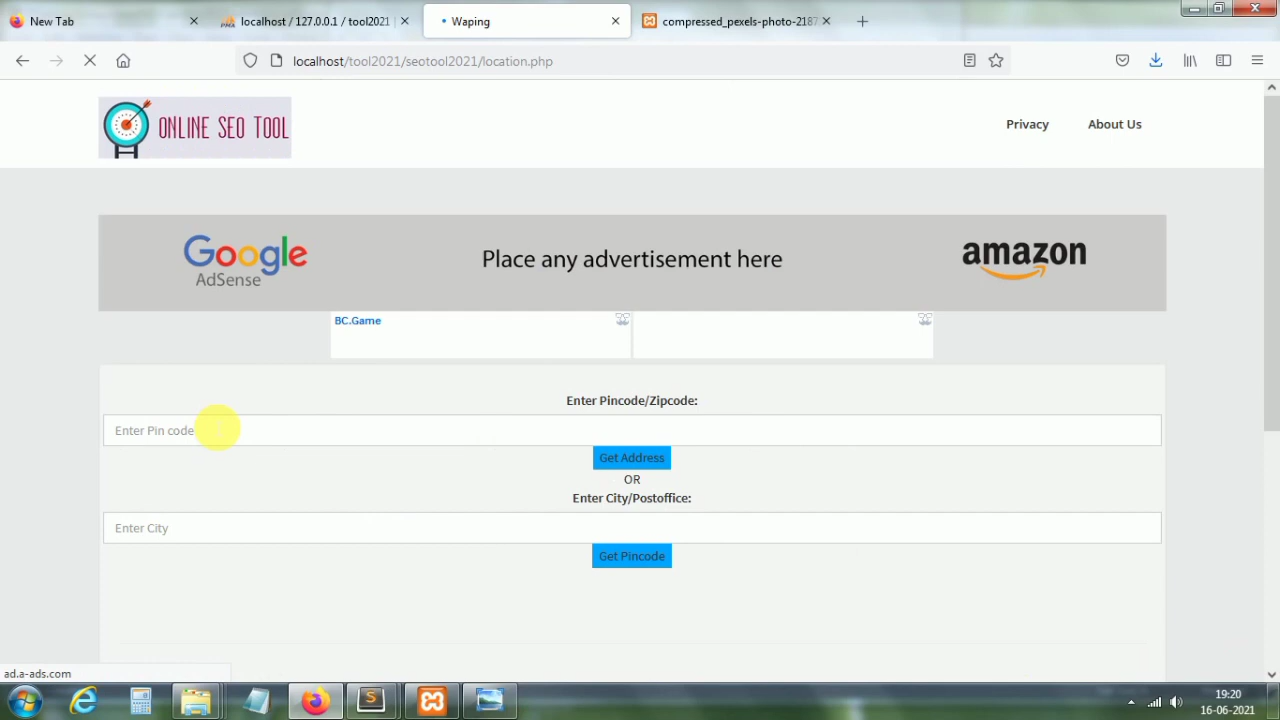 New Tab
localhost / 127.0.0.1 / tool2021
Waping
compressed_pexels-photo-2187
localhost/tool2021/seotool2021/location.php
ONLINE SEO TOOL
Privacy
About Us
Google
AdSense
Place any advertisement here
amazon
BC.Game
Enter Pincode/Zipcode:
Enter Pin code
Get Address
OR
Enter City/Postoffice:
Enter City
Get Pincode
ad.a-ads.com
19:20
16-06-2021